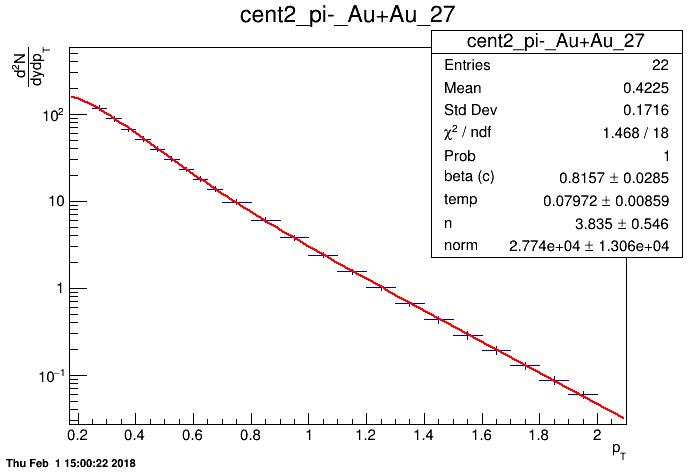 cent2_pi-_Au+Au_27
cent2_pi-_Au+Au_27
Entries 22
Mean 0.4225
Std Dev 0.1716
χ² / ndf 1.468 / 18
Prob 1
beta (c) 0.8157 ± 0.0285
temp 0.07972 ± 0.00859
n 3.835 ± 0.546
norm 2.774e+04 ± 1.306e+04
d²N
dydp_T
10²
10
1
10⁻¹
0.2 0.4 0.6 0.8 1 1.2 1.4 1.6 1.8 2
p_T
Thu Feb 1 15:00:22 2018